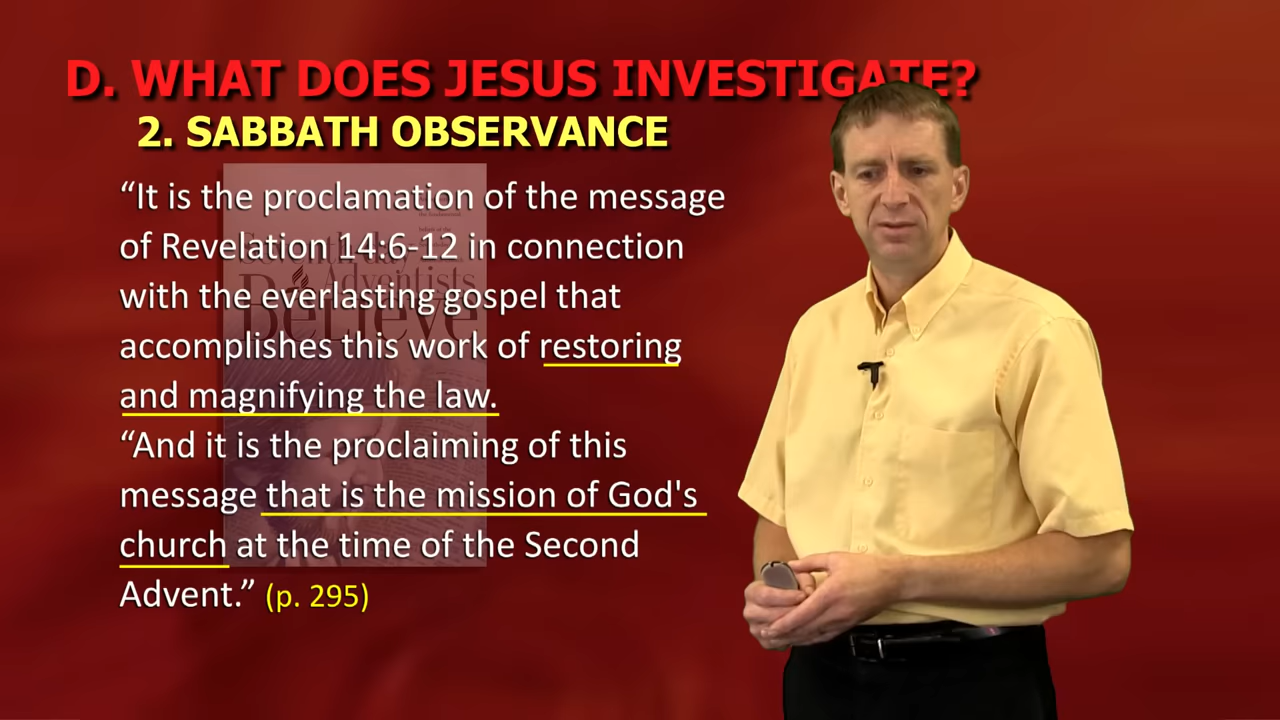 D. WHAT DOES JESUS INVESTIGATE?
2. SABBATH OBSERVANCE
“It is the proclamation of the message
of Revelation 14:6-12 in connection
with the everlasting gospel that
accomplishes this work of restoring
and magnifying the law.
“And it is the proclaiming of this
message that is the mission of God's
church at the time of the Second
Advent.” (p. 295)
Adventists
Believe